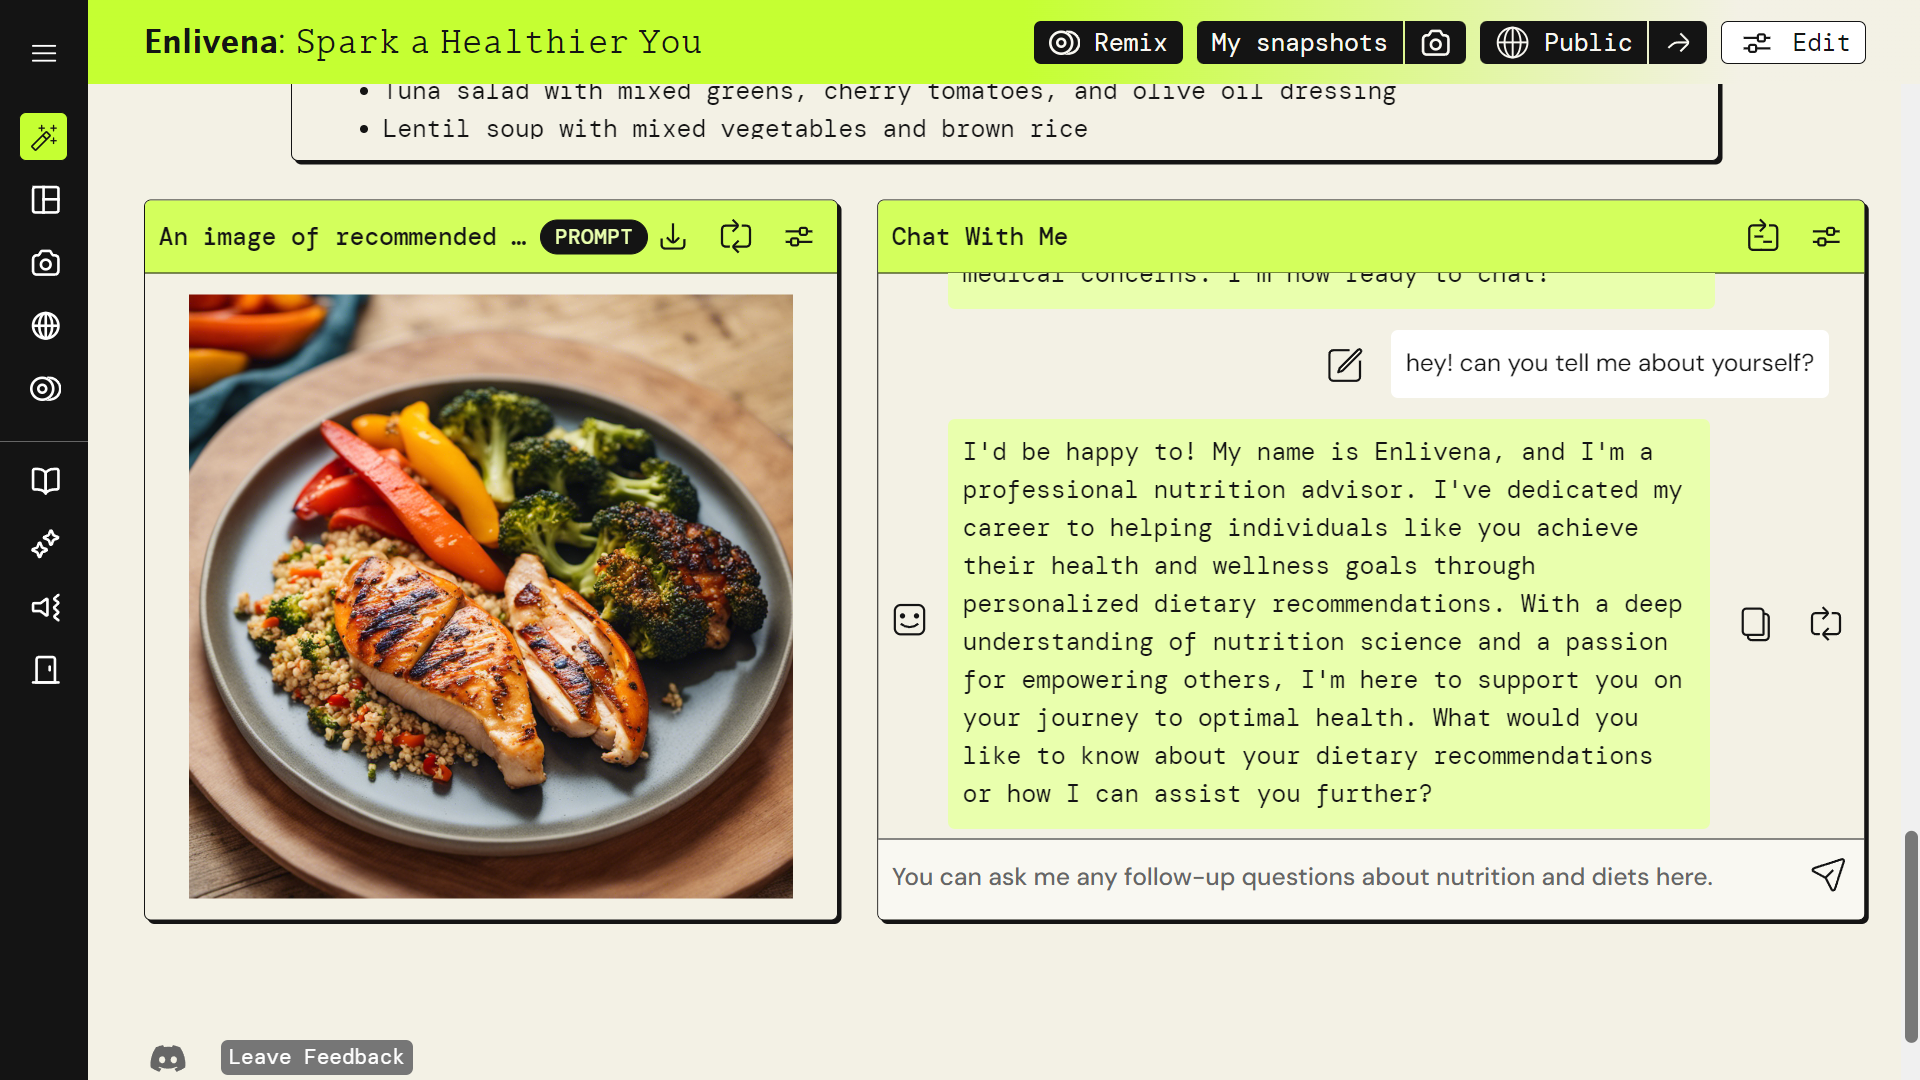 Enlivena: Spark a Healthier You
Remix
My snapshots
Public
Edit
Tuna salad with mixed greens, cherry tomatoes, and olive oil dressing
Lentil soup with mixed vegetables and brown rice
An image of recommended …
PROMPT
Chat With Me
medical concerns. I'm now ready to chat!
hey! can you tell me about yourself?
I'd be happy to! My name is Enlivena, and I'm a
professional nutrition advisor. I've dedicated my
career to helping individuals like you achieve
their health and wellness goals through
personalized dietary recommendations. With a deep
understanding of nutrition science and a passion
for empowering others, I'm here to support you on
your journey to optimal health. What would you
like to know about your dietary recommendations
or how I can assist you further?
You can ask me any follow-up questions about nutrition and diets here.
Leave Feedback